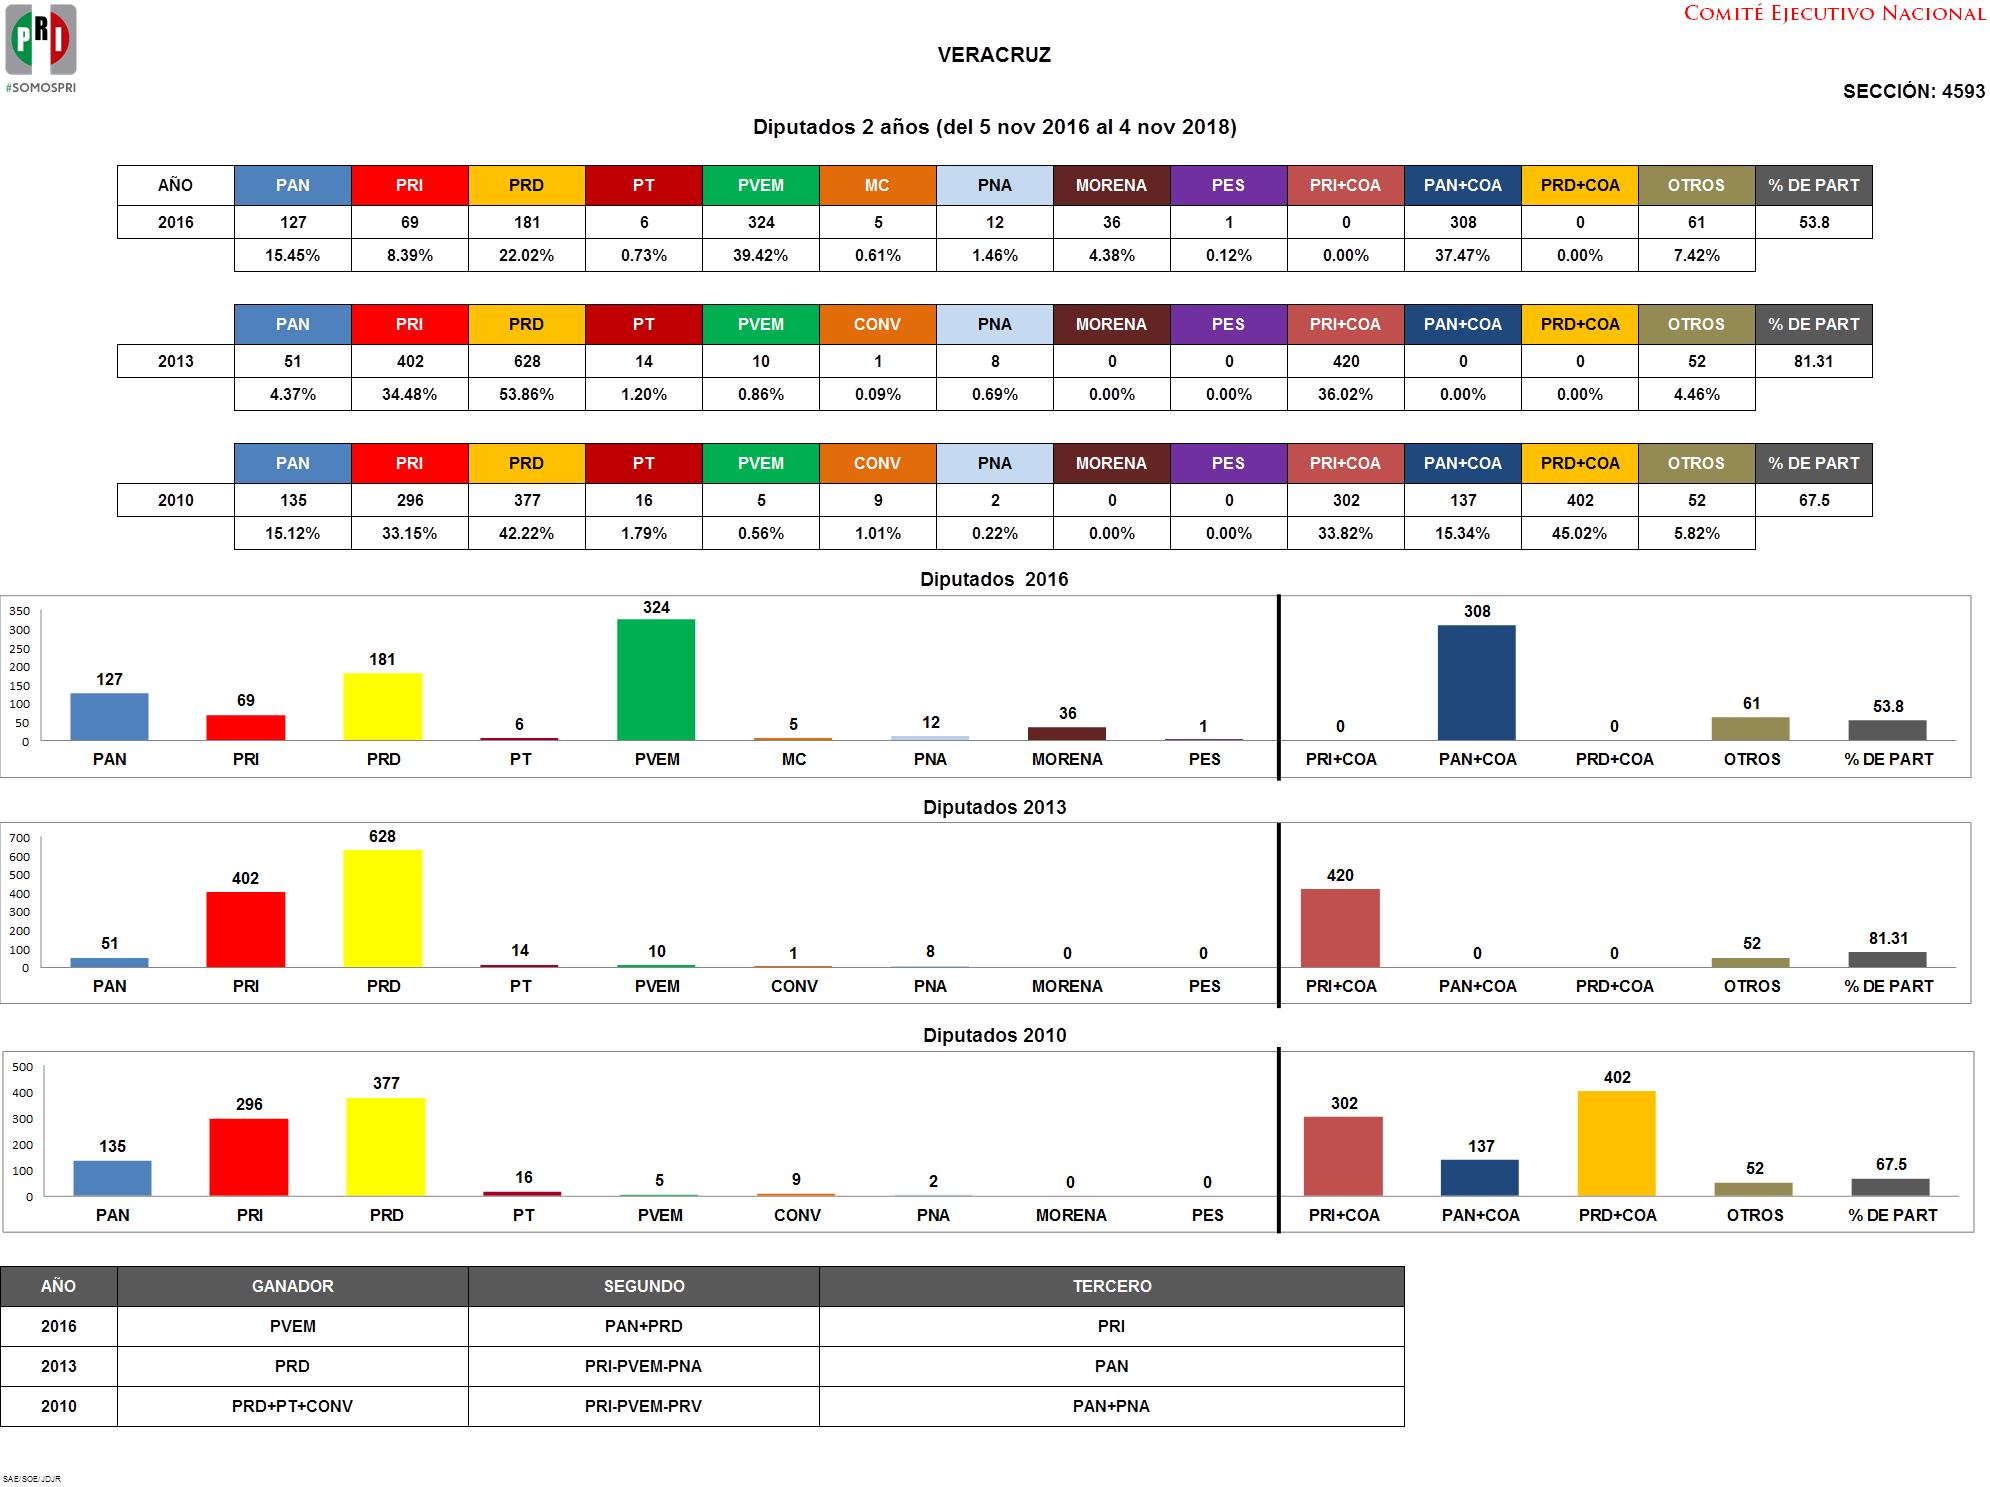 COMITÉ EJECUTIVO NACIONAL
PRI
#SOMOSPRI
VERACRUZ
SECCIÓN: 4593
Diputados 2 años (del 5 nov 2016 al 4 nov 2018)
AÑO PAN PRI PRD PT PVEM MC PNA MORENA PES PRI+COA PAN+COA PRD+COA OTROS % DE PART
2016 127 69 181 6 324 5 12 36 1 0 308 0 61 53.8
15.45% 8.39% 22.02% 0.73% 39.42% 0.61% 1.46% 4.38% 0.12% 0.00% 37.47% 0.00% 7.42%
PAN PRI PRD PT PVEM CONV PNA MORENA PES PRI+COA PAN+COA PRD+COA OTROS % DE PART
2013 51 402 628 14 10 1 8 0 0 420 0 0 52 81.31
4.37% 34.48% 53.86% 1.20% 0.86% 0.09% 0.69% 0.00% 0.00% 36.02% 0.00% 0.00% 4.46%
PAN PRI PRD PT PVEM CONV PNA MORENA PES PRI+COA PAN+COA PRD+COA OTROS % DE PART
2010 135 296 377 16 5 9 2 0 0 302 137 402 52 67.5
15.12% 33.15% 42.22% 1.79% 0.56% 1.01% 0.22% 0.00% 0.00% 33.82% 15.34% 45.02% 5.82%
Diputados 2016
350
300
250
200
150
100
50
0
127 69 181 6 324 5 12 36 1 0 308 0 61 53.8
PAN PRI PRD PT PVEM MC PNA MORENA PES PRI+COA PAN+COA PRD+COA OTROS % DE PART
Diputados 2013
700
600
500
400
300
200
100
0
51 402 628 14 10 1 8 0 0 420 0 0 52 81.31
PAN PRI PRD PT PVEM CONV PNA MORENA PES PRI+COA PAN+COA PRD+COA OTROS % DE PART
Diputados 2010
500
400
300
200
100
0
135 296 377 16 5 9 2 0 0 302 137 402 52 67.5
PAN PRI PRD PT PVEM CONV PNA MORENA PES PRI+COA PAN+COA PRD+COA OTROS % DE PART
AÑO GANADOR SEGUNDO TERCERO
2016 PVEM PAN+PRD PRI
2013 PRD PRI-PVEM-PNA PAN
2010 PRD+PT+CONV PRI-PVEM-PRV PAN+PNA
SAE/SOE/JDJR